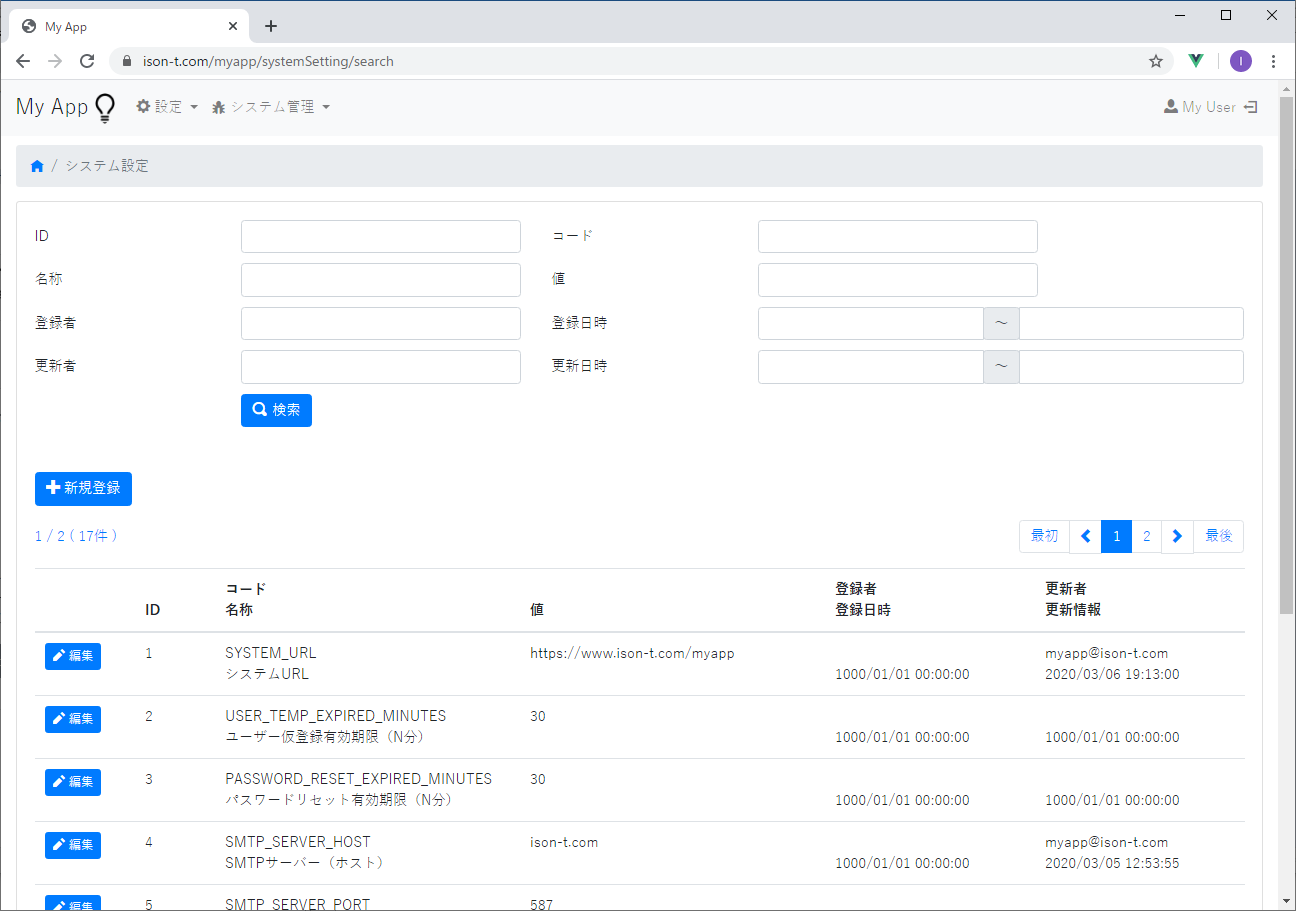 My App
ison-t.com/myapp/systemSetting/search
I
My App 設定 システム管理 My User
/ システム設定
ID コード
名称 値
登録者 登録日時 ～
更新者 更新日時 ～
検索
新規登録
1 / 2 ( 17件 ) 最初 1 2 最後
コード 登録者 更新者
ID 名称 値 登録日時 更新情報
編集 1 SYSTEM_URL https://www.ison-t.com/myapp myapp@ison-t.com
システムURL 1000/01/01 00:00:00 2020/03/06 19:13:00
編集 2 USER_TEMP_EXPIRED_MINUTES 30
ユーザー仮登録有効期限（N分） 1000/01/01 00:00:00 1000/01/01 00:00:00
編集 3 PASSWORD_RESET_EXPIRED_MINUTES 30
パスワードリセット有効期限（N分） 1000/01/01 00:00:00 1000/01/01 00:00:00
編集 4 SMTP_SERVER_HOST ison-t.com myapp@ison-t.com
SMTPサーバー（ホスト） 1000/01/01 00:00:00 2020/03/05 12:53:55
編集 5 SMTP_SERVER_PORT 587